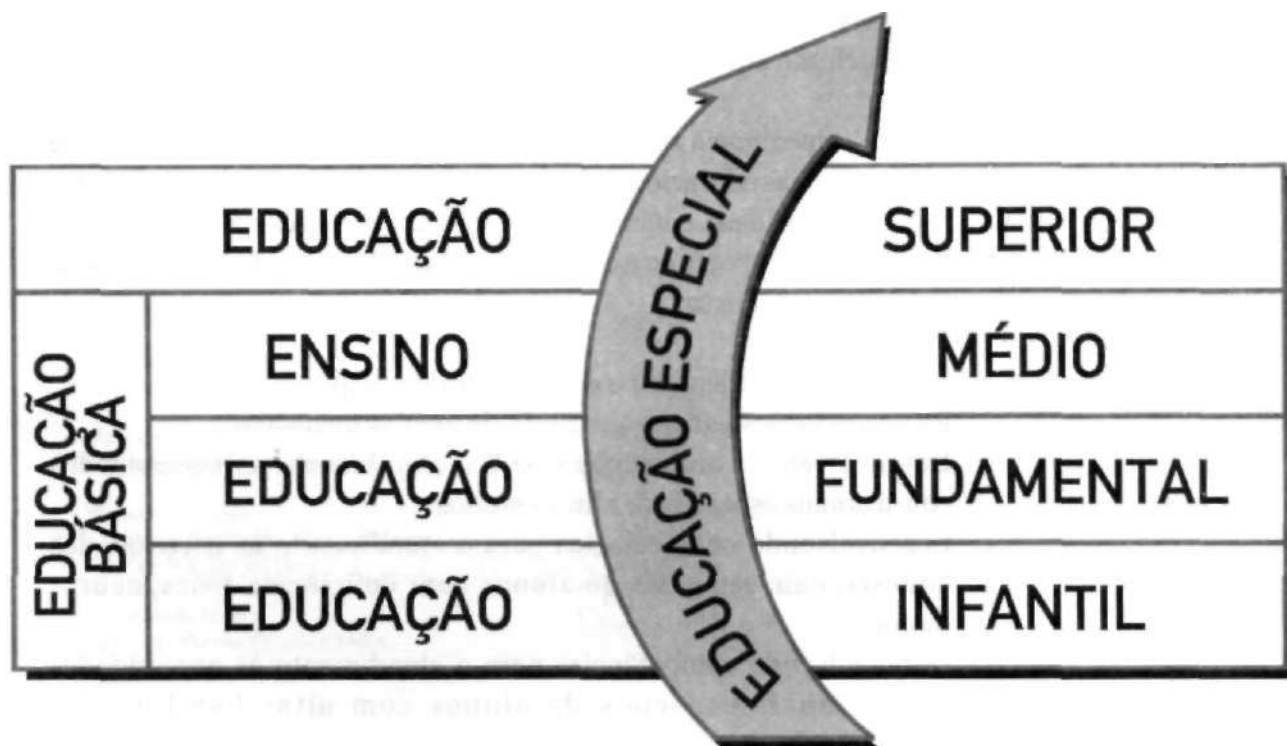 EDUCAÇÃO SUPERIOR
EDUCAÇÃO
BÁSICA
ENSINO MÉDIO
EDUCAÇÃO FUNDAMENTAL
EDUCAÇÃO INFANTIL
EDUCAÇÃO ESPECIAL